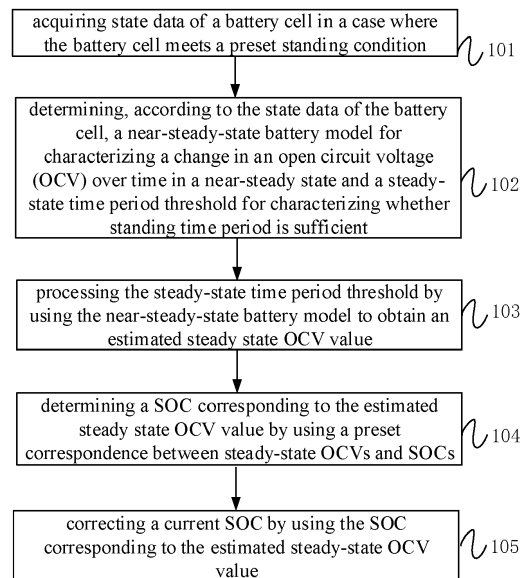 acquiring state data of a battery cell in a case where
the battery cell meets a preset standing condition
101
determining, according to the state data of the battery
cell, a near-steady-state battery model for
characterizing a change in an open circuit voltage
(OCV) over time in a near-steady state and a steady-
state time period threshold for characterizing whether
standing time period is sufficient
102
processing the steady-state time period threshold by
using the near-steady-state battery model to obtain an
estimated steady state OCV value
103
determining a SOC corresponding to the estimated
steady state OCV value by using a preset
correspondence between steady-state OCVs and SOCs
104
correcting a current SOC by using the SOC
corresponding to the estimated steady-state OCV
value
105